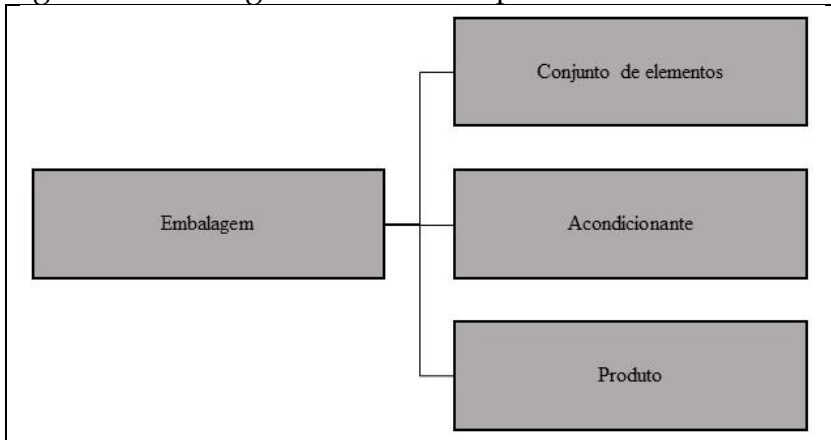 Conjunto de elementos
Embalagem
Acondicionante
Produto